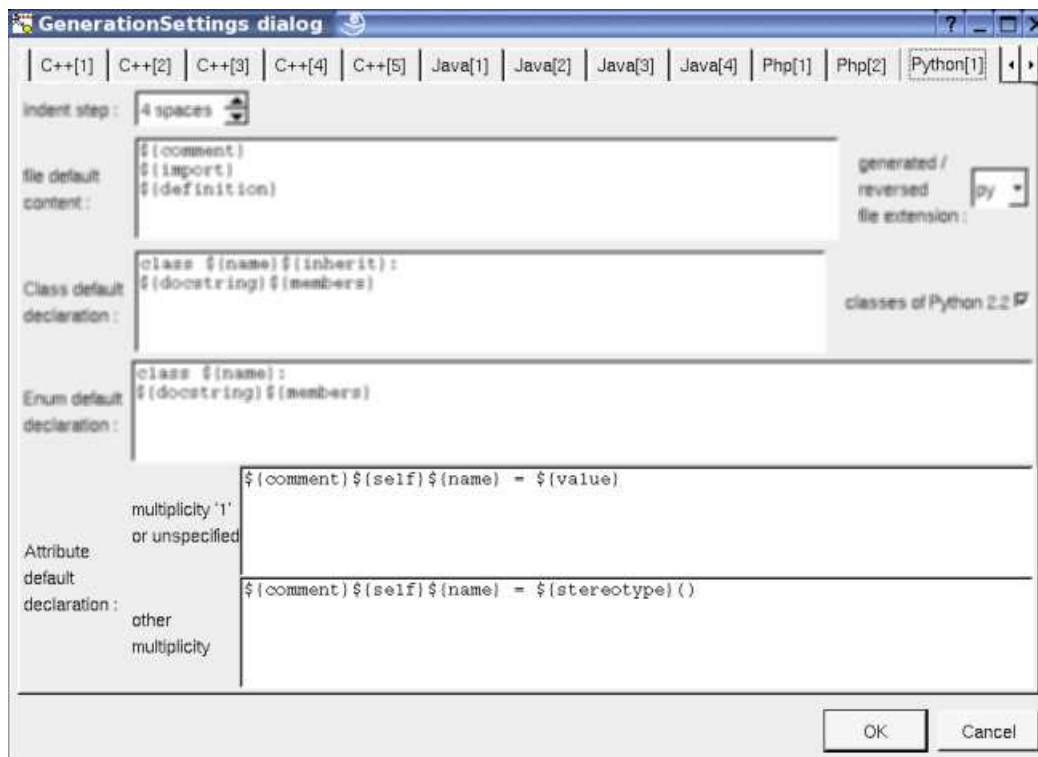 GenerationSettings dialog
C++[1] C++[2] C++[3] C++[4] C++[5] Java[1] Java[2] Java[3] Java[4] Php[1] Php[2] Python[1]
indent step : 4 spaces
file default
content :
${comment}
${import}
${definition}
generated /
reversed
file extension :
py
Class default
declaration :
class ${name}${inherit}:
${docstring}${members}
classes of Python 2.2
Enum default
declaration :
class ${name}:
${docstring}${members}
Attribute
default
declaration :
multiplicity '1'
or unspecified
${comment}${self}${name} = ${value}
other
multiplicity
${comment}${self}${name} = ${stereotype}()
OK Cancel